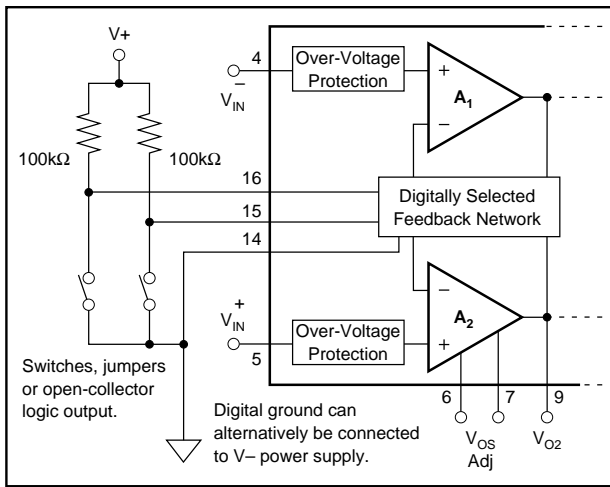 V+
100kΩ
100kΩ
4
V–IN
Over-Voltage
Protection
+
A1
–
16
15
14
Digitally Selected
Feedback Network
–
A2
+
V+IN
5
Over-Voltage
Protection
6
7
9
VOS
Adj
VO2
Switches, jumpers
or open-collector
logic output.
Digital ground can
alternatively be connected
to V– power supply.